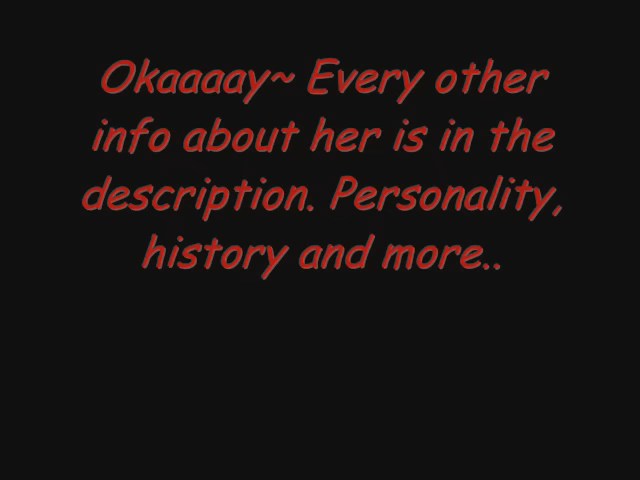 Okaaaay~ Every other
info about her is in the
description. Personality,
history and more..